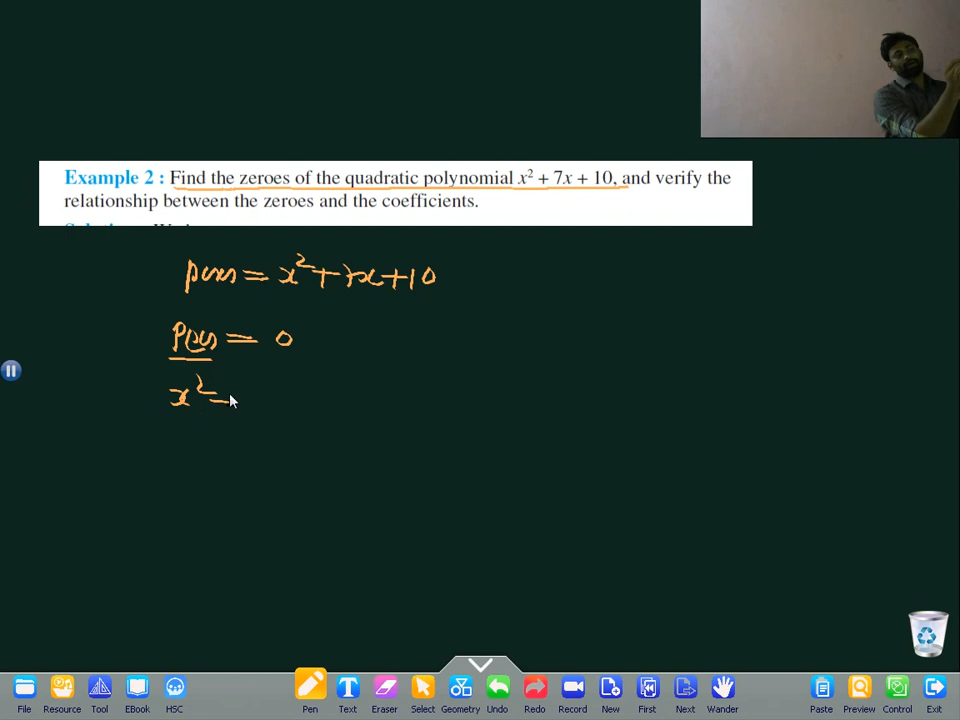 Example 2 : Find the zeroes of the quadratic polynomial x² + 7x + 10, and verify the
relationship between the zeroes and the coefficients.
p(x) = x² + 7x + 10
P(x) = 0
x²
File Resource Tool EBook HSC Pen Text Eraser Select Geometry Undo Redo Record New First Next Wander Paste Preview Control Exit